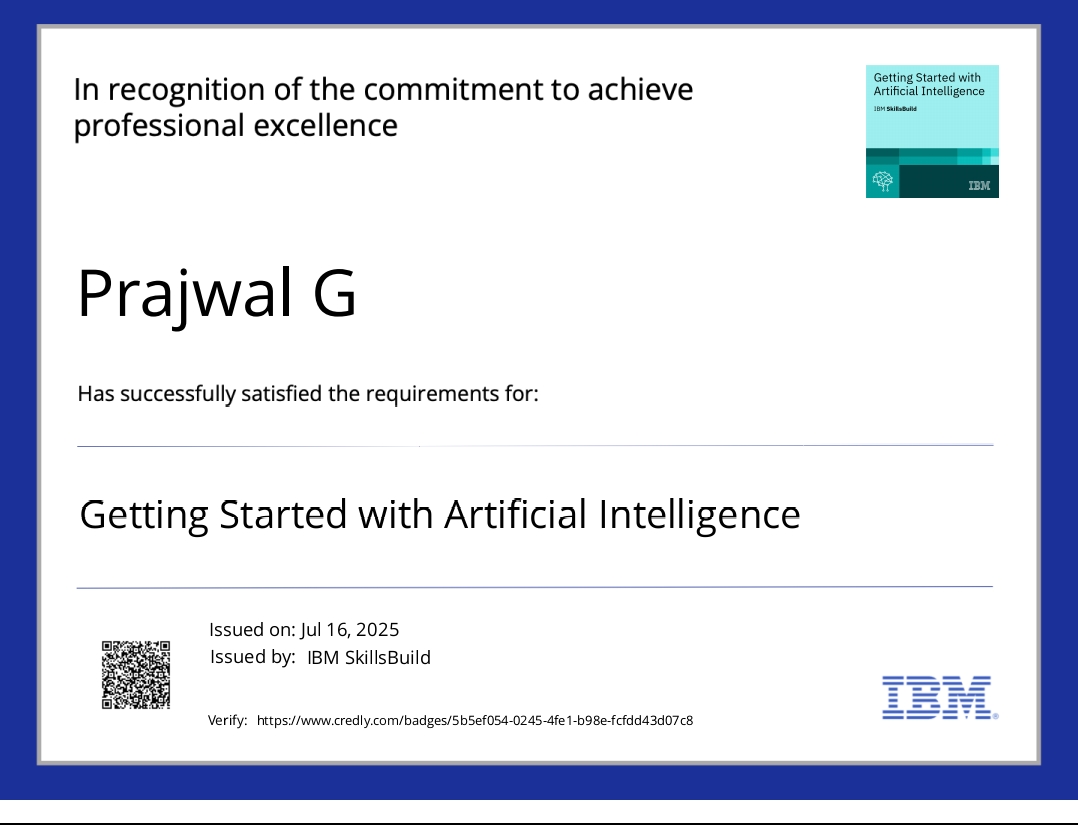 In recognition of the commitment to achieve
professional excellence
Getting Started with
Artificial Intelligence
IBM SkillsBuild
IBM
Prajwal G
Has successfully satisfied the requirements for:
Getting Started with Artificial Intelligence
Issued on: Jul 16, 2025
Issued by: IBM SkillsBuild
Verify: https://www.credly.com/badges/5b5ef054-0245-4fe1-b98e-fcfdd43d07c8
IBM®